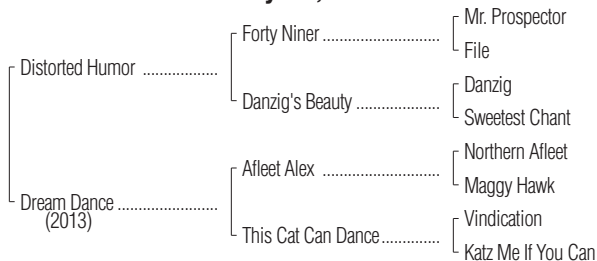 Mr. Prospector
Forty Niner ......................
File
Distorted Humor ..................
Danzig
Danzig's Beauty ....................
Sweetest Chant
Northern Afleet
Afleet Alex .........................
Maggy Hawk
Dream Dance ........................
(2013)
Vindication
This Cat Can Dance..............
Katz Me If You Can